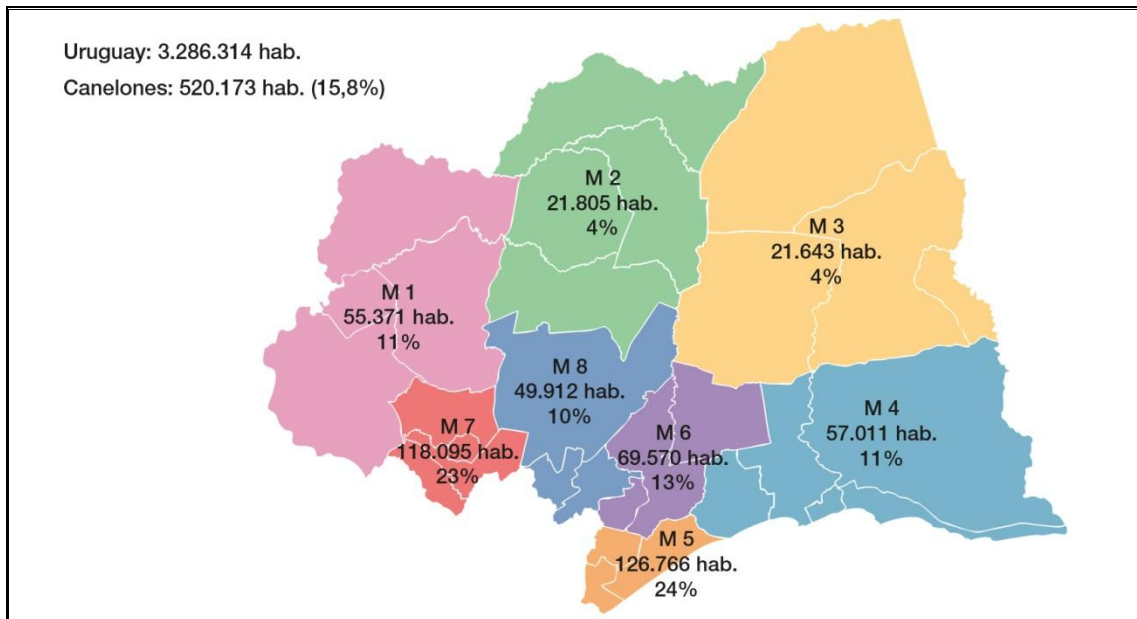 Uruguay: 3.286.314 hab.
Canelones: 520.173 hab. (15,8%)
M 2
21.805 hab.
4%
M 3
21.643 hab.
4%
M 1
55.371 hab.
11%
M 8
49.912 hab.
10%
M 4
57.011 hab.
11%
M 7
118.095 hab.
23%
M 6
69.570 hab.
13%
M 5
126.766 hab.
24%